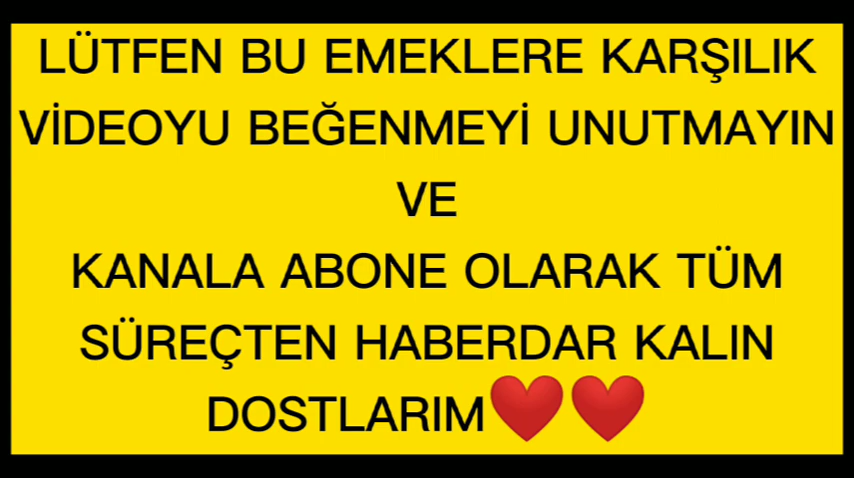 LÜTFEN BU EMEKLERE KARŞILIK
VİDEOYU BEĞENMEYİ UNUTMAYIN
VE
KANALA ABONE OLARAK TÜM
SÜREÇTEN HABERDAR KALIN
DOSTLARIM❤️❤️